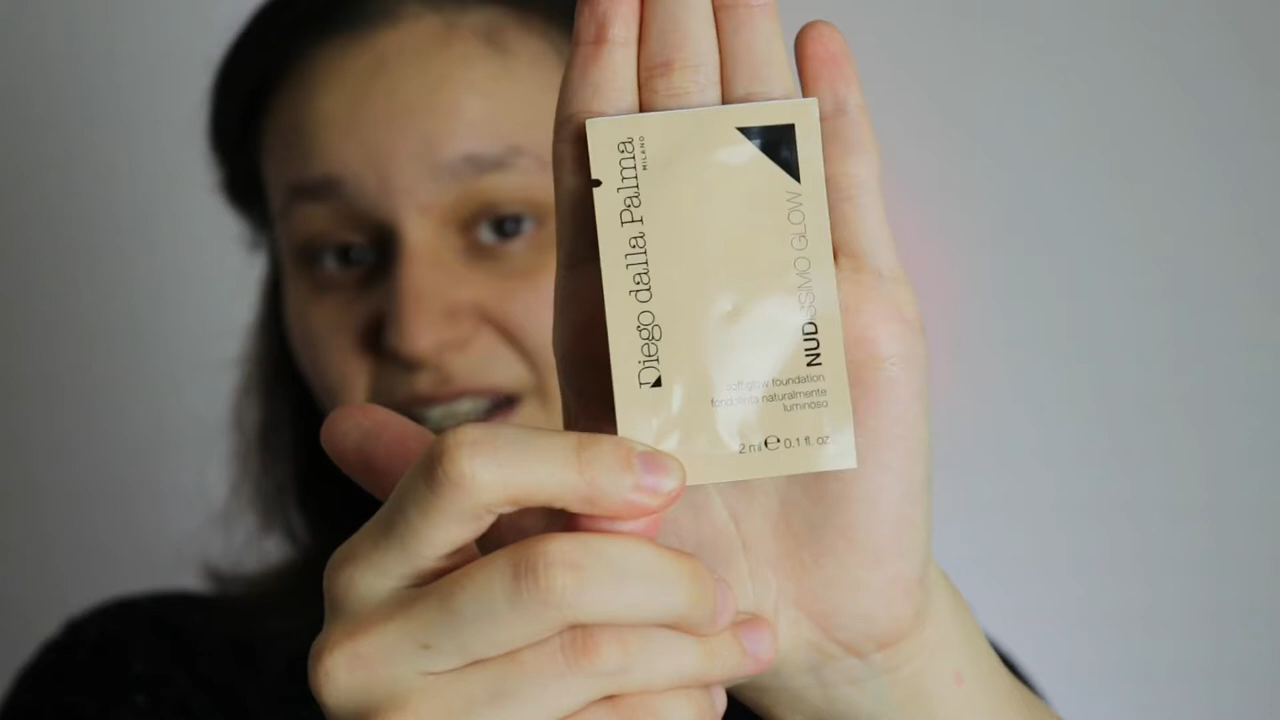 Diego dalla Palma
MILANO
NUDISSIMO GLOW
soft glow foundation
fondotinta naturalmente
luminoso
2 ml e 0.1 fl. oz